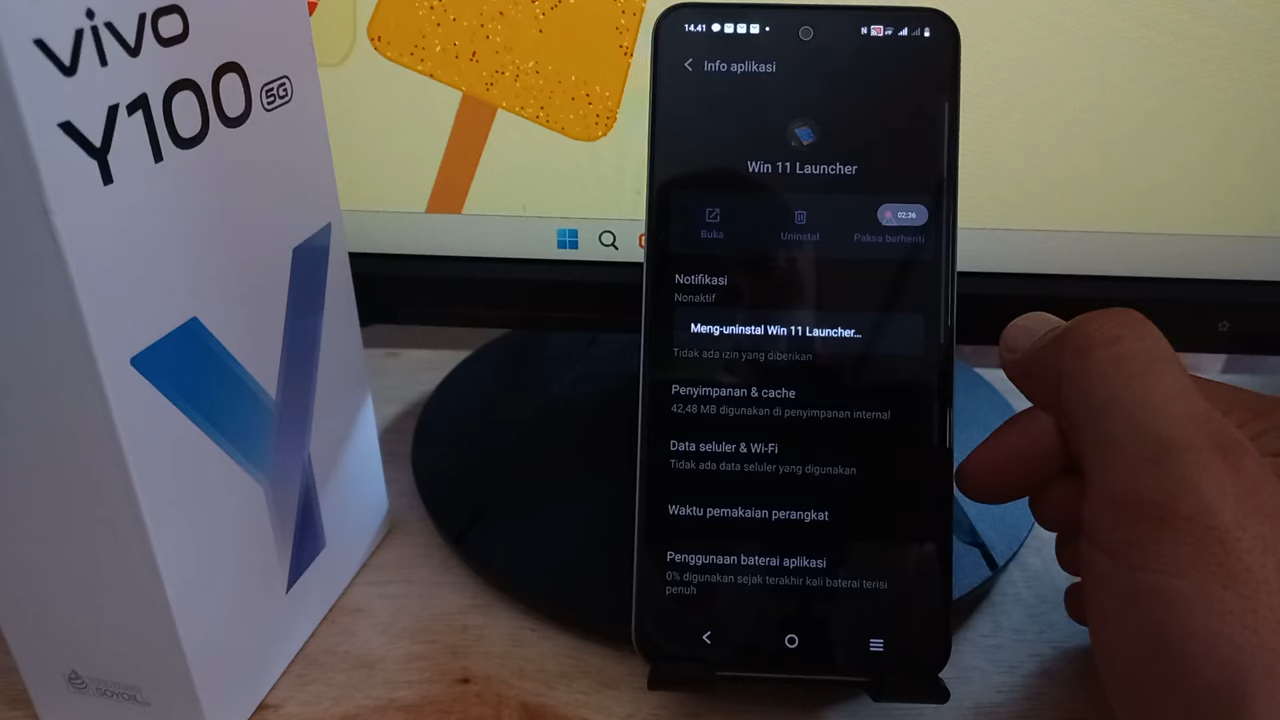 vivo
Y100 5G
SOYOIL
14.41
Info aplikasi
Win 11 Launcher
02:36
Buka
Uninstal
Paksa berhenti
Notifikasi
Nonaktif
Meng-uninstal Win 11 Launcher...
Tidak ada izin yang diberikan
Penyimpanan & cache
42,48 MB digunakan di penyimpanan internal
Data seluler & Wi-Fi
Tidak ada data seluler yang digunakan
Waktu pemakaian perangkat
Penggunaan baterai aplikasi
0% digunakan sejak terakhir kali baterai terisi
penuh